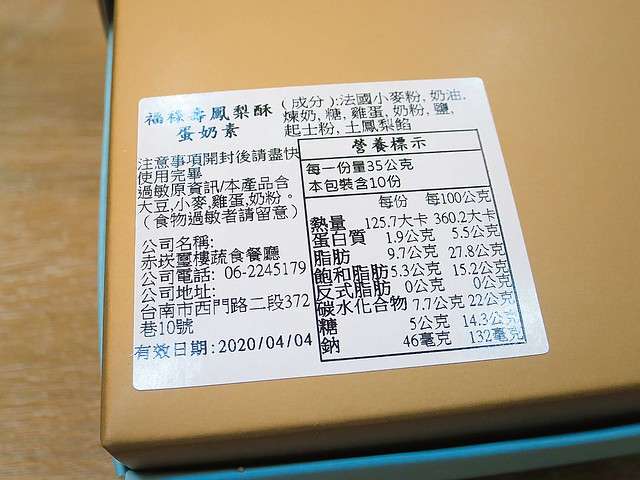 福祿壽鳳梨酥
蛋奶素
(成分):法國小麥粉, 奶油,
煉奶, 糖, 雞蛋, 奶粉, 鹽,
起士粉, 土鳳梨餡
注意事項開封後請盡快
使用完畢
過敏原資訊/本產品含
大豆,小麥,雞蛋,奶粉。
(食物過敏者請留意)
公司名稱:
赤崁璽樓蔬食餐廳
公司電話: 06-2245179
公司地址:
台南市西門路二段372
巷10號
有效日期:2020/04/04
營養標示
每一份量35公克
本包裝含10份
每份 每100公克
熱量 125.7大卡 360.2大卡
蛋白質 1.9公克 5.5公克
脂肪 9.7公克 27.8公克
飽和脂肪 5.3公克 15.2公克
反式脂肪 0公克 0公克
碳水化合物 7.7公克 22公克
糖 5公克 14.3公克
鈉 46毫克 132毫克